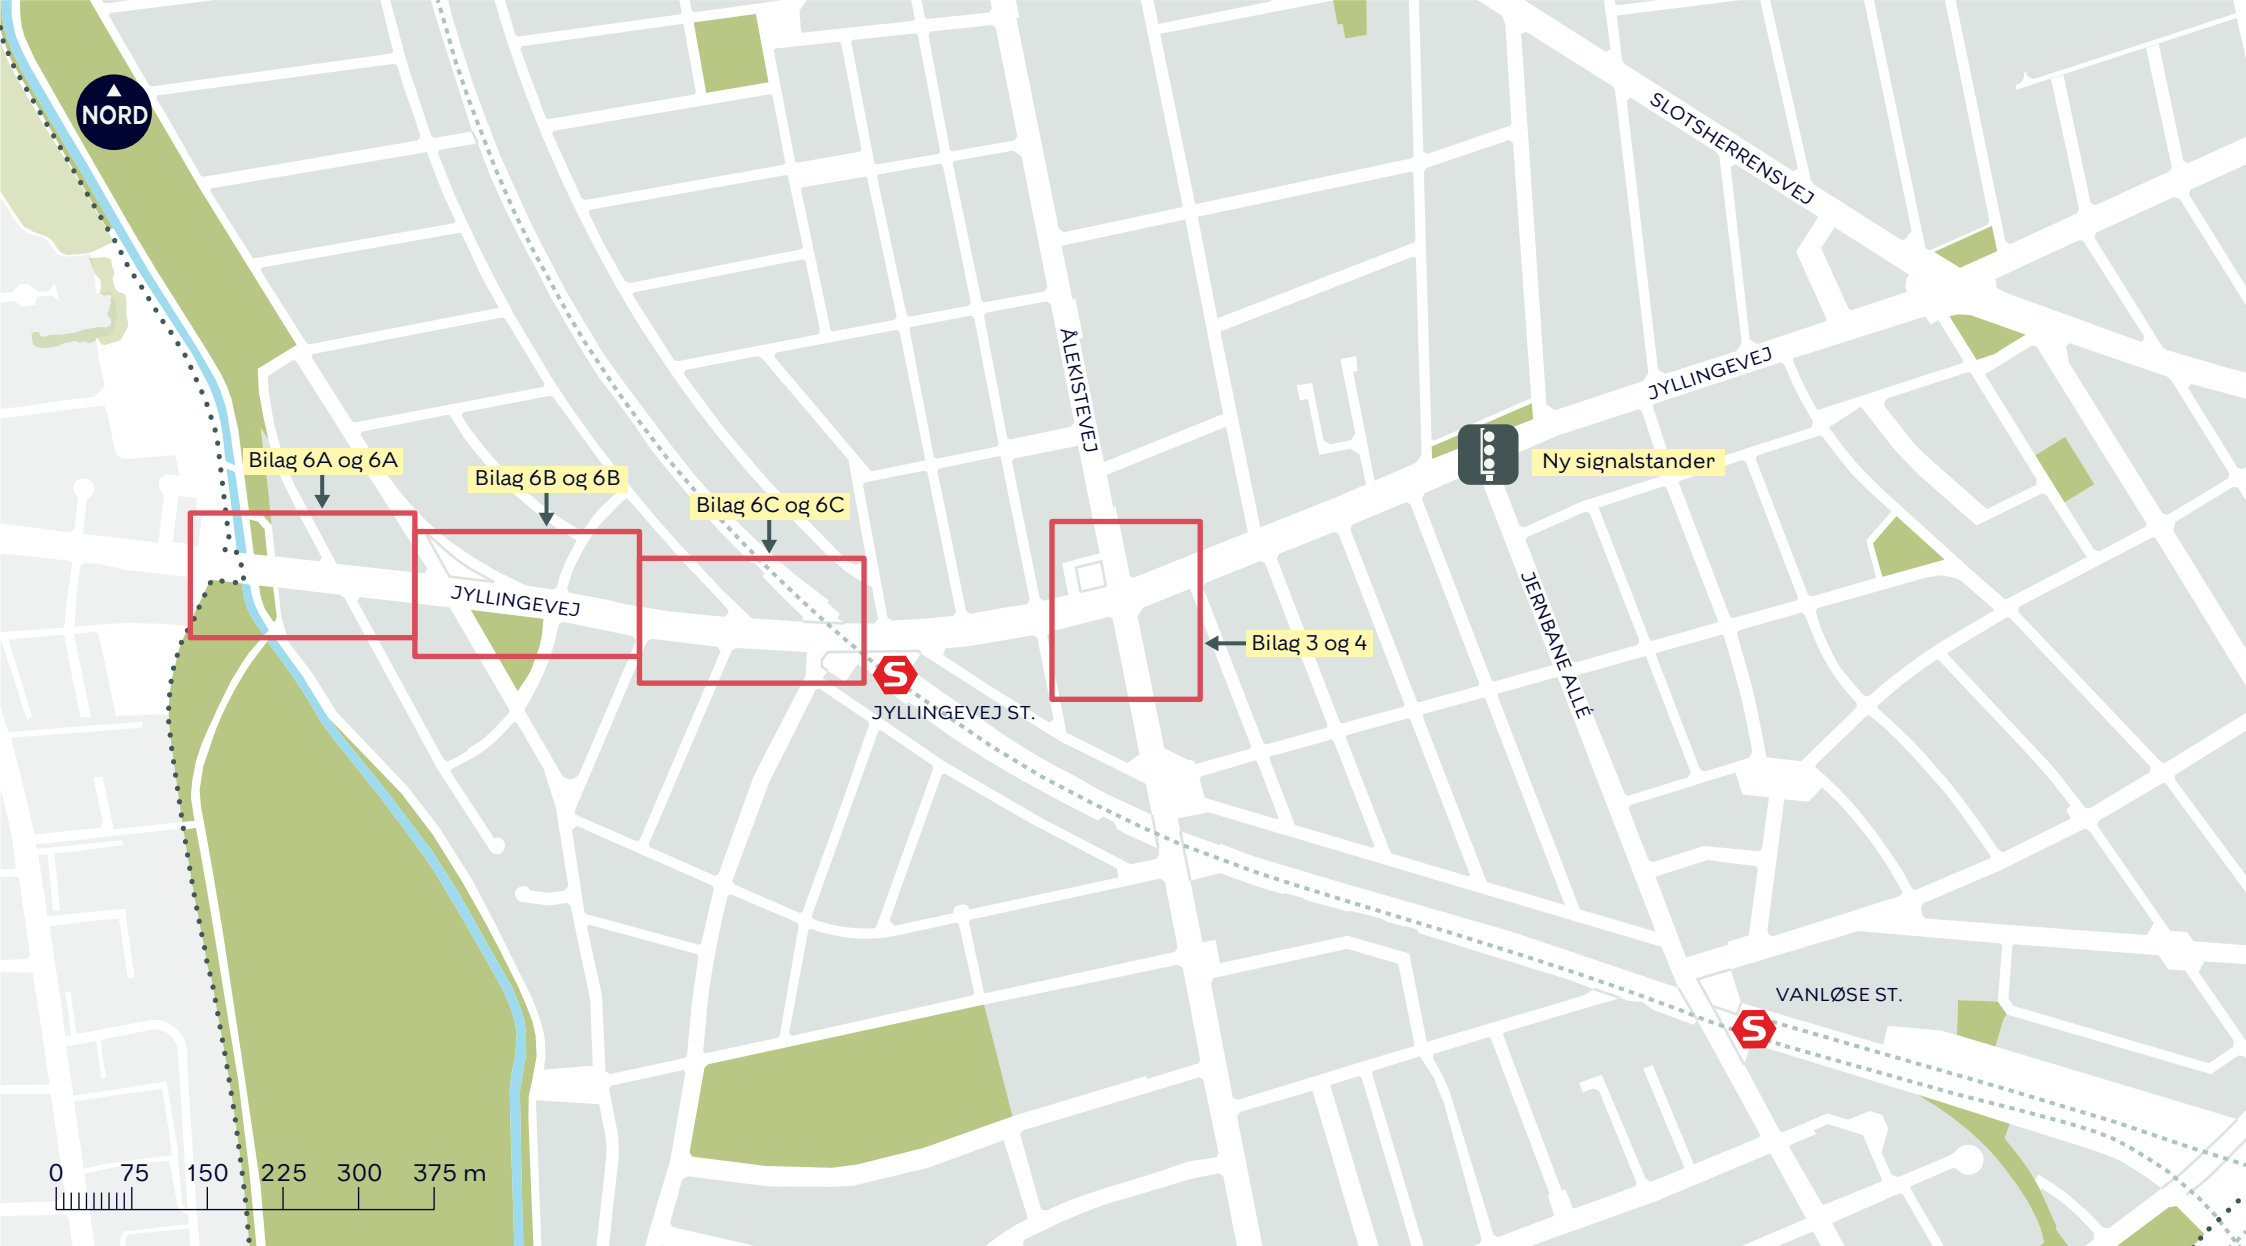 NORD
SLOTSHERRENSVEJ
ÅLEKISTEVEJ
JYLLINGEVEJ
Bilag 6A og 6A
Bilag 6B og 6B
Bilag 6C og 6C
Ny signalstander
JYLLINGEVEJ
JERNBANE ALLÉ
Bilag 3 og 4
S
JYLLINGEVEJ ST.
VANLØSE ST.
S
0 75 150 225 300 375 m